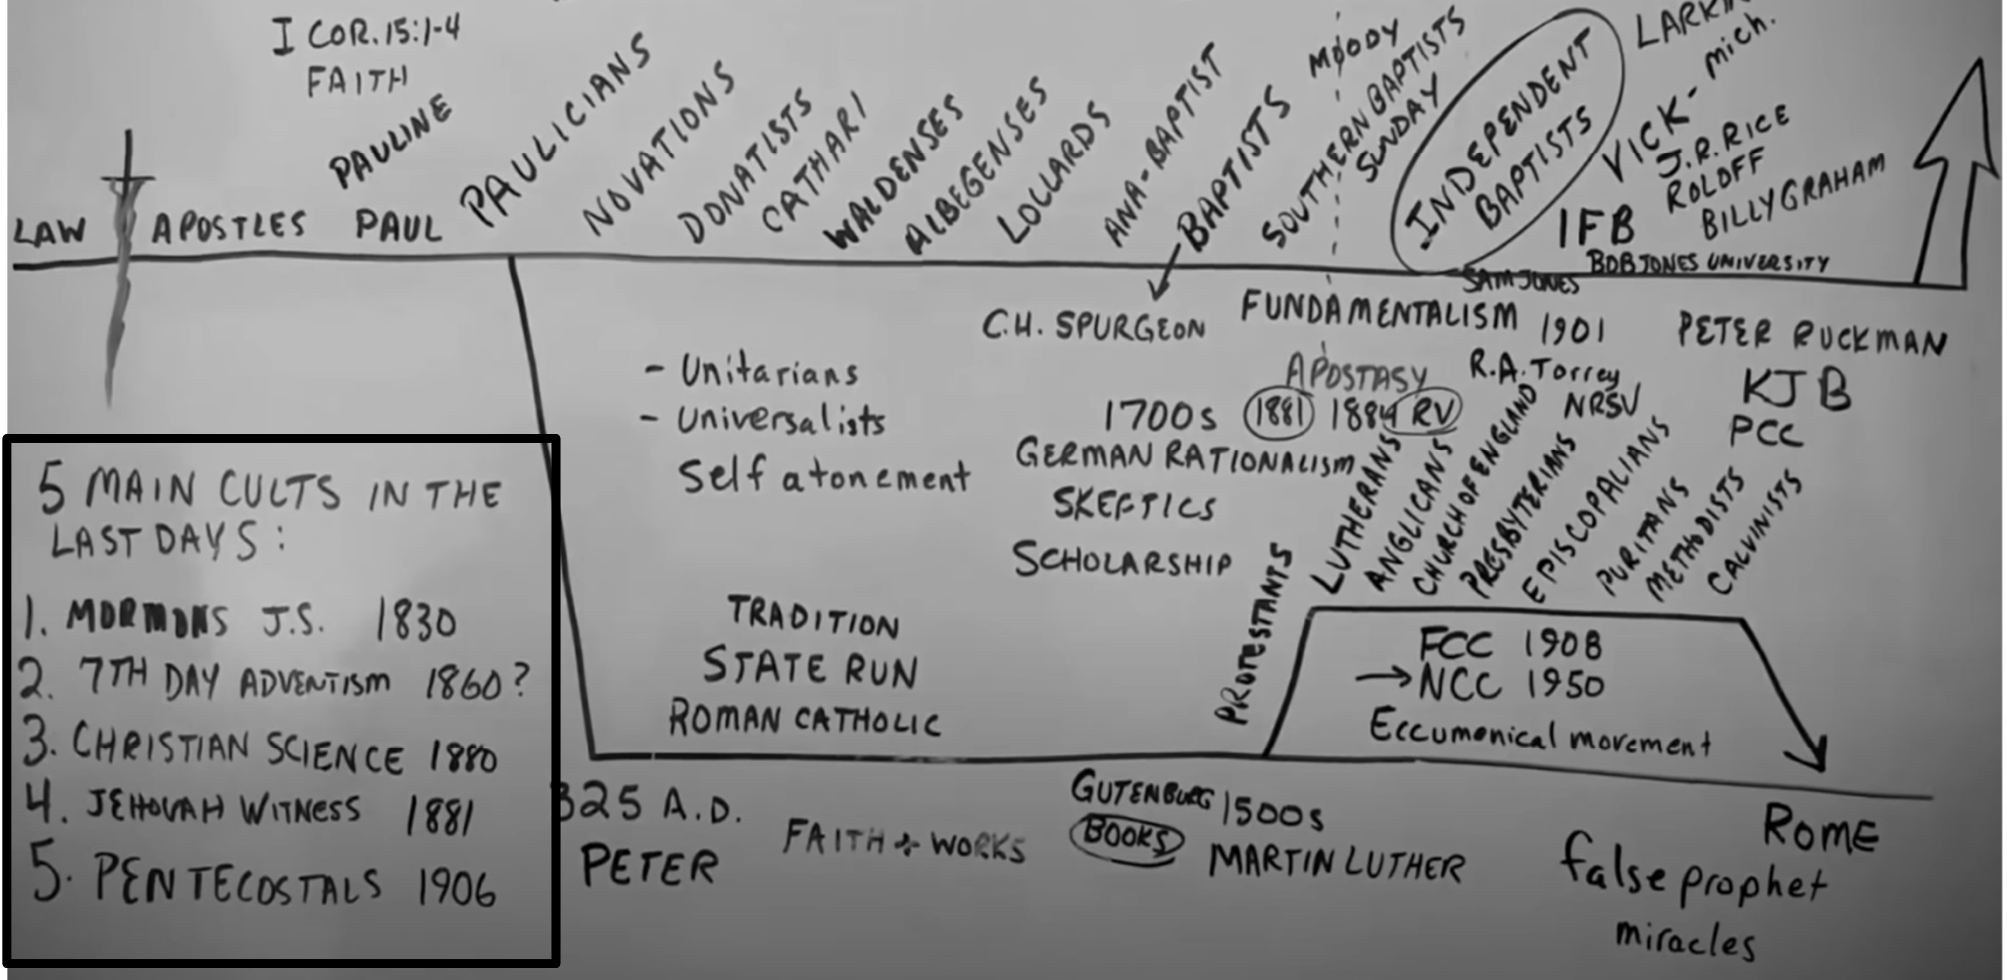 I COR. 15:1-4
FAITH
PAULINE
LAW
APOSTLES
PAUL
PAULICIANS
NOVATIONS
DONATISTS
CATHARI
WALDENSES
ALBEGENSES
LOLLARDS
ANA-BAPTIST
BAPTISTS
MOODY
SOUTHERN BAPTISTS
SUNDAY
INDEPENDENT
BAPTISTS
VICK - mich.
J.R. RICE
ROLOFF
BILLY GRAHAM
IFB
BOB JONES UNIVERSITY
SAM JONES
C.H. SPURGEON
FUNDAMENTALISM
1901
PETER RUCKMAN
- Unitarians
- Universalists
Self atonement
APOSTASY
R.A. Torrey
KJB
1700s
1881
1884
RV
NRSV
PCC
GERMAN RATIONALISM
SKEPTICS
SCHOLARSHIP
PROTESTANTS
LUTHERANS
ANGLICANS
CHURCH OF ENGLAND
PRESBYTERIANS
EPISCOPALIANS
PURITANS
METHODISTS
CALVINISTS
5 MAIN CULTS IN THE
LAST DAYS:
1. MORMONS J.S. 1830
2. 7TH DAY ADVENTISM 1860?
3. CHRISTIAN SCIENCE 1880
4. JEHOVAH WITNESS 1881
5. PENTECOSTALS 1906
TRADITION
STATE RUN
ROMAN CATHOLIC
FCC 1908
→ NCC 1950
Eccumenical movement
325 A.D.
PETER
FAITH + WORKS
GUTENBURG
BOOKS
1500s
MARTIN LUTHER
ROME
false prophet
miracles